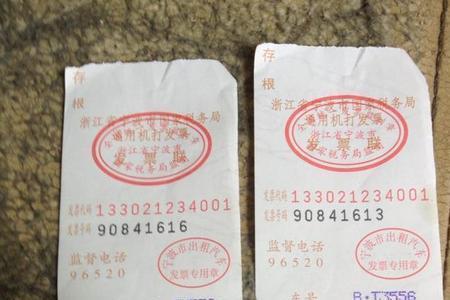 存
根
浙江省宁波市国家税务局
通用机打发票
发票联
浙江省宁波市
国家税务局监制
发票代码 133021234001
发票号码 90841616
监督电话
96520
宁波市出租汽车
发票专用章
存
根
浙江省宁波市国家税务局
通用机打发票
发票联
浙江省宁波市
国家税务局监制
发票代码 133021234001
发票号码 90841613
监督电话
96520
宁波市出租汽车
发票专用章
车号 B·T3556